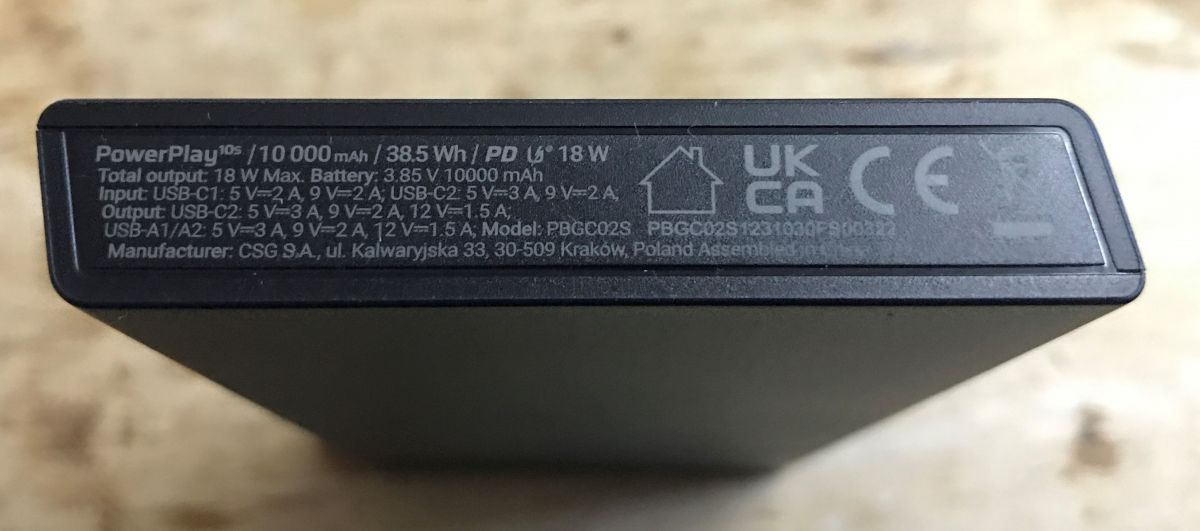 PowerPlay10s / 10 000 mAh / 38.5 Wh / PD 18 W
Total output: 18 W Max. Battery: 3.85 V 10000 mAh
Input: USB-C1: 5 V⎓2 A, 9 V⎓2 A; USB-C2: 5 V⎓3 A, 9 V⎓2 A,
Output: USB-C2: 5 V⎓3 A, 9 V⎓2 A, 12 V⎓1.5 A;
USB-A1/A2: 5 V⎓3 A, 9 V⎓2 A, 12 V⎓1.5 A; Model: PBGC02S PBGC02S1231030PS00322
Manufacturer: CSG S.A., ul. Kalwaryjska 33, 30-509 Kraków, Poland Assembled in
UK
CA
CE